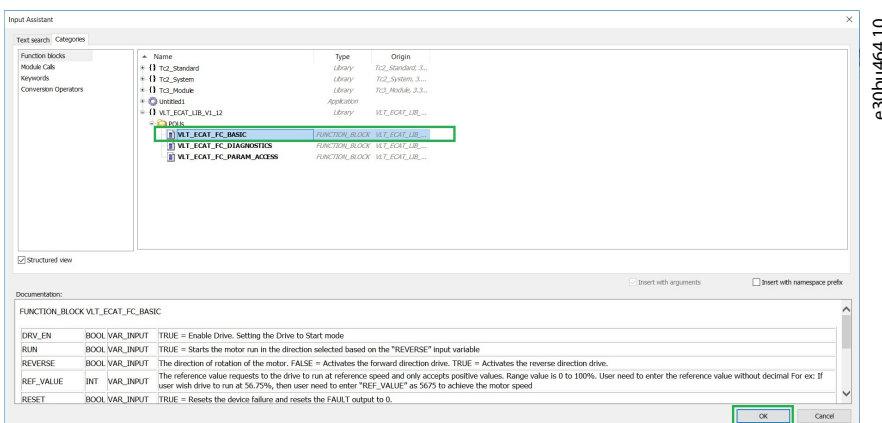 Input Assistant
Text search Categories
Function blocks
Module Calls
Keywords
Conversion Operators
Name Type Origin
Tc2_Standard Library Tc2_Standard, 3...
Tc2_System Library Tc2_System, 3....
Tc3_Module Library Tc3_Module, 3.3...
Untitled1 Application
VLT_ECAT_LIB_V1_12 Library VLT_ECAT_LIB_...
POUs
VLT_ECAT_FC_BASIC FUNCTION_BLOCK VLT_ECAT_LIB_...
VLT_ECAT_FC_DIAGNOSTICS FUNCTION_BLOCK VLT_ECAT_LIB_...
VLT_ECAT_FC_PARAM_ACCESS FUNCTION_BLOCK VLT_ECAT_LIB_...
Structured view
Insert with arguments Insert with namespace prefix
Documentation:
FUNCTION_BLOCK VLT_ECAT_FC_BASIC
DRV_EN BOOL VAR_INPUT TRUE = Enable Drive. Setting the Drive to Start mode
RUN BOOL VAR_INPUT TRUE = Starts the motor run in the direction selected based on the "REVERSE" input variable
REVERSE BOOL VAR_INPUT The direction of rotation of the motor. FALSE = Activates the forward direction drive. TRUE = Activates the reverse direction drive.
REF_VALUE INT VAR_INPUT The reference value requests to the drive to run at reference speed and only accepts positive values. Range value is 0 to 100%. User need to enter the reference value without decimal For ex: If
user wish drive to run at 56.75%, then user need to enter "REF_VALUE" as 5675 to achieve the motor speed
RESET BOOL VAR_INPUT TRUE = Resets the device failure and resets the FAULT output to 0.
OK Cancel
e30bu464.10